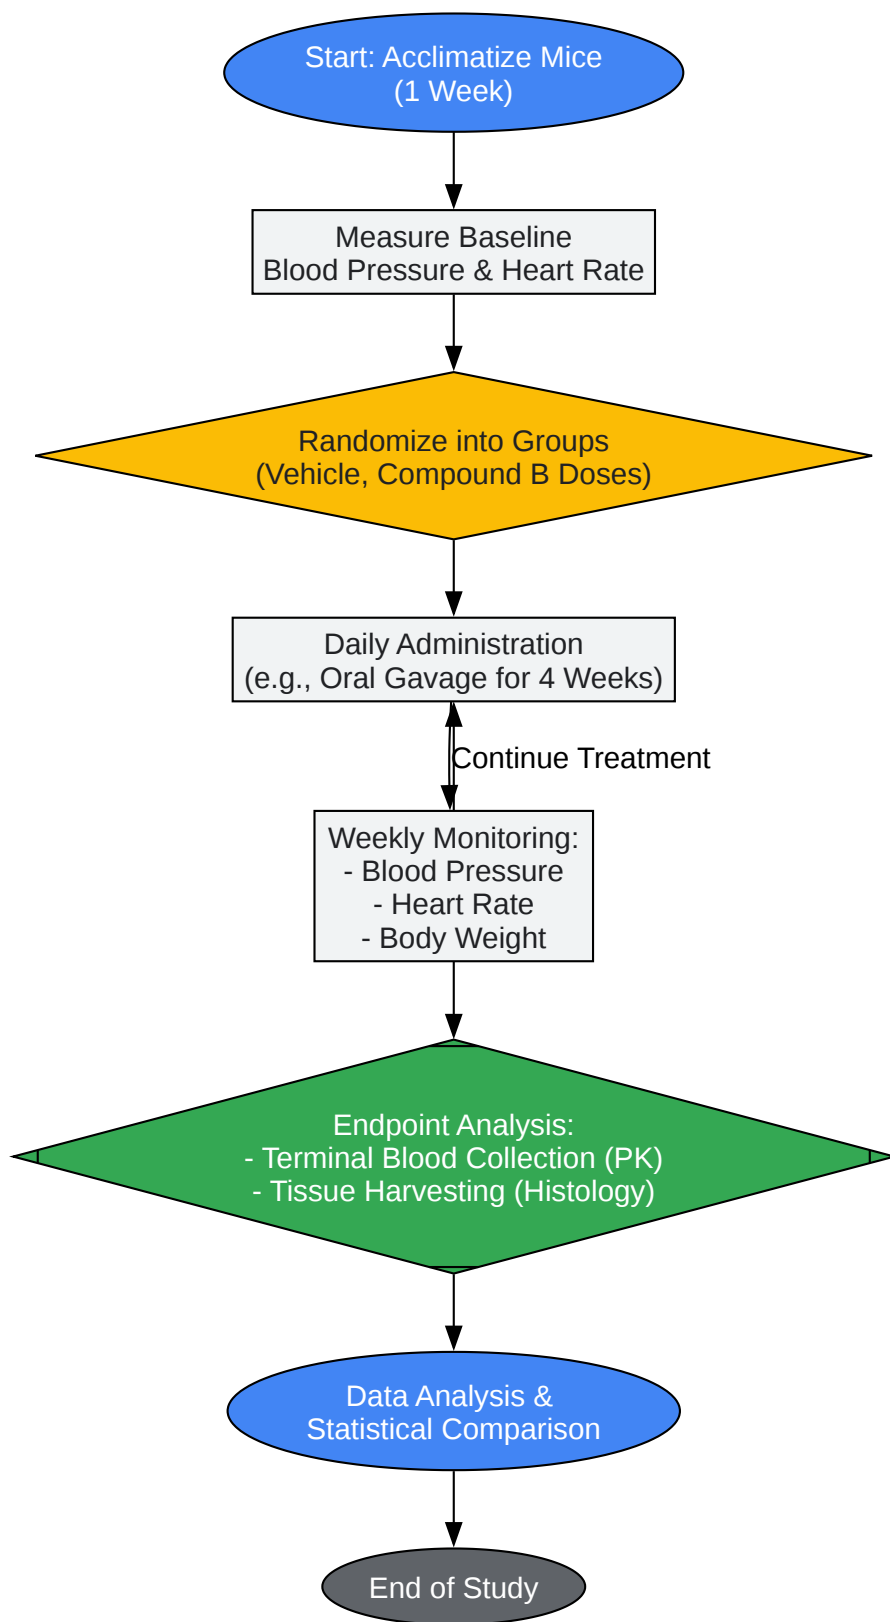 Start: Acclimatize Mice
(1 Week)
Measure Baseline
Blood Pressure & Heart Rate
Randomize into Groups
(Vehicle, Compound B Doses)
Daily Administration
(e.g., Oral Gavage for 4 Weeks)
Continue Treatment
Weekly Monitoring:
- Blood Pressure
- Heart Rate
- Body Weight
Endpoint Analysis:
- Terminal Blood Collection (PK)
- Tissue Harvesting (Histology)
Data Analysis &
Statistical Comparison
End of Study